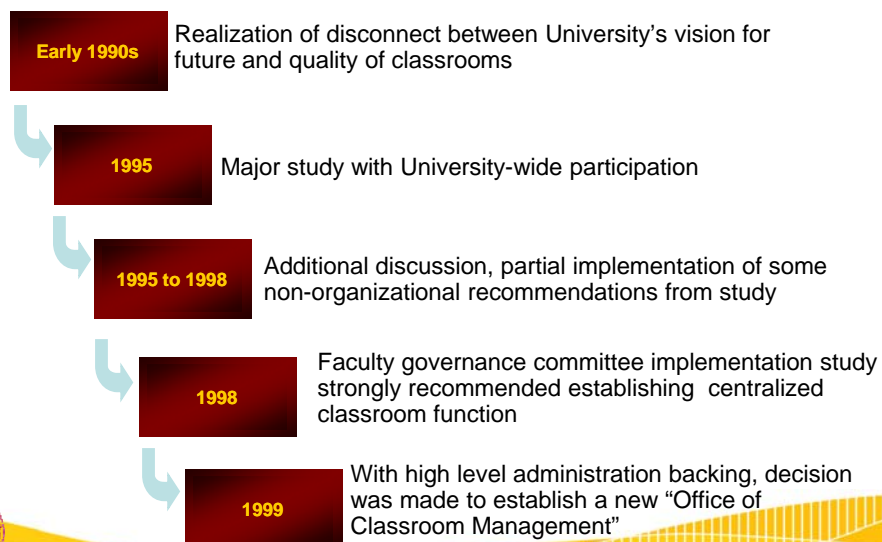 Early 1990s
Realization of disconnect between University's vision for
future and quality of classrooms
1995
Major study with University-wide participation
1995 to 1998
Additional discussion, partial implementation of some
non-organizational recommendations from study
1998
Faculty governance committee implementation study
strongly recommended establishing  centralized
classroom function
1999
With high level administration backing, decision
was made to establish a new “Office of
Classroom Management”